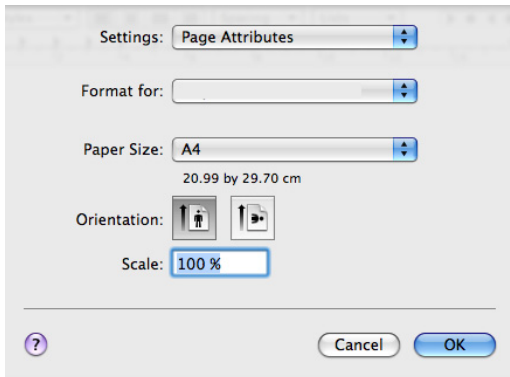 Settings: Page Attributes
Format for:
Paper Size: A4
20.99 by 29.70 cm
Orientation:
Scale: 100 %
? Cancel OK